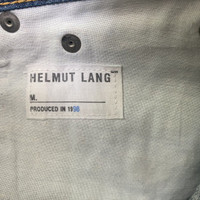 HELMUT LANG
M.
PRODUCED IN 1998